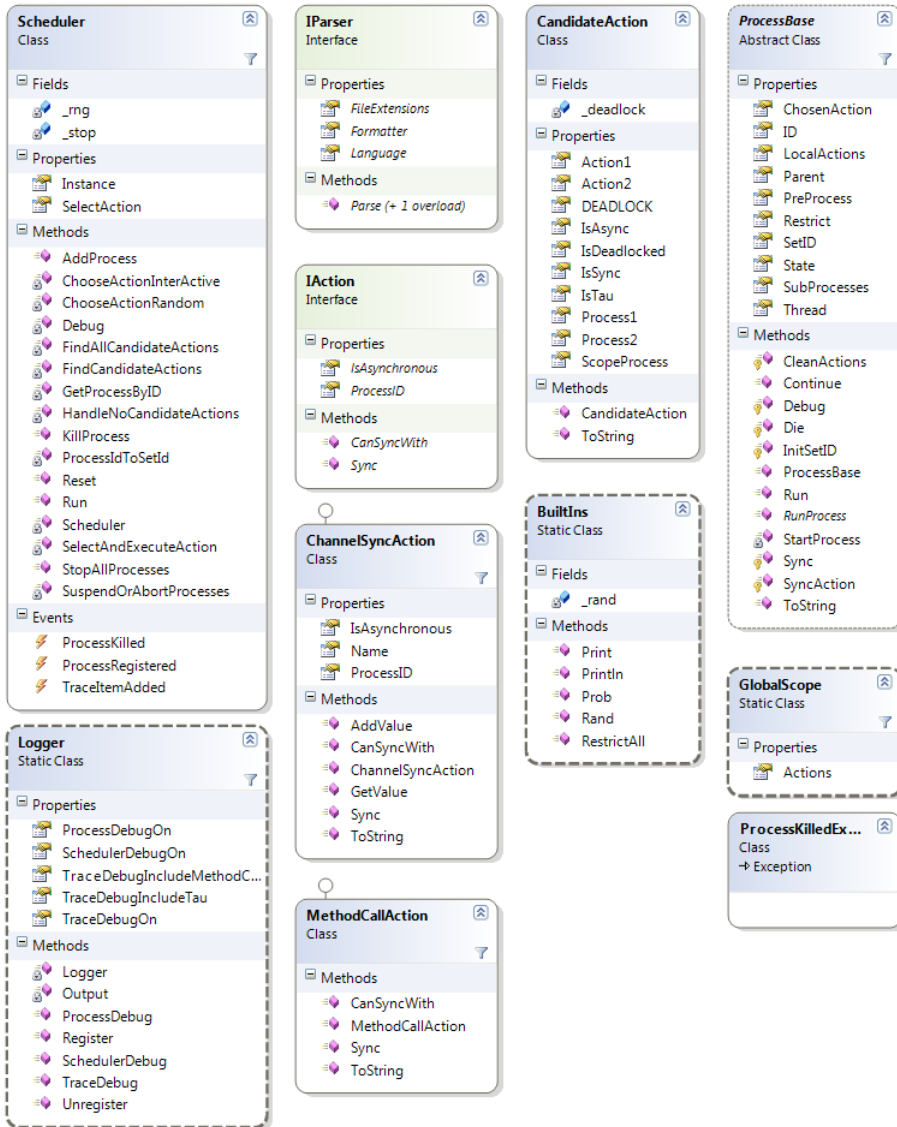 Scheduler
Class
Fields
_rng
_stop
Properties
Instance
SelectAction
Methods
AddProcess
ChooseActionInterActive
ChooseActionRandom
Debug
FindAllCandidateActions
FindCandidateActions
GetProcessByID
HandleNoCandidateActions
KillProcess
ProcessIdToSetId
Reset
Run
Scheduler
SelectAndExecuteAction
StopAllProcesses
SuspendOrAbortProcesses
Events
ProcessKilled
ProcessRegistered
TraceItemAdded
Logger
Static Class
Properties
ProcessDebugOn
SchedulerDebugOn
TraceDebugIncludeMethodC...
TraceDebugIncludeTau
TraceDebugOn
Methods
Logger
Output
ProcessDebug
Register
SchedulerDebug
TraceDebug
Unregister
IParser
Interface
Properties
FileExtensions
Formatter
Language
Methods
Parse (+ 1 overload)
IAction
Interface
Properties
IsAsynchronous
ProcessID
Methods
CanSyncWith
Sync
ChannelSyncAction
Class
Properties
IsAsynchronous
Name
ProcessID
Methods
AddValue
CanSyncWith
ChannelSyncAction
GetValue
Sync
ToString
MethodCallAction
Class
Methods
CanSyncWith
MethodCallAction
Sync
ToString
CandidateAction
Class
Fields
_deadlock
Properties
Action1
Action2
DEADLOCK
IsAsync
IsDeadlocked
IsSync
IsTau
Process1
Process2
ScopeProcess
Methods
CandidateAction
ToString
BuiltIns
Static Class
Fields
_rand
Methods
Print
Println
Prob
Rand
RestrictAll
ProcessBase
Abstract Class
Properties
ChosenAction
ID
LocalActions
Parent
PreProcess
Restrict
SetID
State
SubProcesses
Thread
Methods
CleanActions
Continue
Debug
Die
InitSetID
ProcessBase
Run
RunProcess
StartProcess
Sync
SyncAction
ToString
GlobalScope
Static Class
Properties
Actions
ProcessKilledEx...
Class
Exception